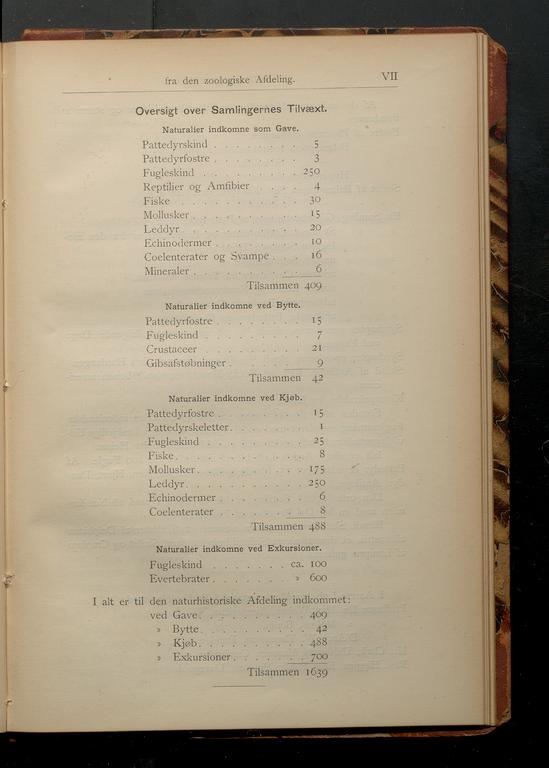 fra den zoologiske Afdeling. VII
Oversigt over Samlingernes Tilvæxt.
Naturalier indkomne som Gave.
Pattedyrskind . . . . . . . . 5
Pattedyrfostre . . . . . . . . 3
Fugleskind . . . . . . . . . 250
Reptilier og Amfibier . . . . 4
Fiske . . . . . . . . . . 30
Mollusker . . . . . . . . . 15
Leddyr . . . . . . . . . . 20
Echinodermer . . . . . . . . 10
Coelenterater og Svampe . . . 16
Mineraler . . . . . . . . . 6
Tilsammen 409
Naturalier indkomne ved Bytte.
Pattedyrfostre . . . . . . . . 15
Fugleskind . . . . . . . . . 7
Crustaceer . . . . . . . . . 21
Gibsafstøbninger . . . . . . . 9
Tilsammen 42
Naturalier indkomne ved Kjøb.
Pattedyrfostre . . . . . . . . 15
Pattedyrskeletter . . . . . . . 1
Fugleskind . . . . . . . . . 25
Fiske . . . . . . . . . . . 8
Mollusker . . . . . . . . . 175
Leddyr . . . . . . . . . . 250
Echinodermer . . . . . . . . 6
Coelenterater . . . . . . . . 8
Tilsammen 488
Naturalier indkomne ved Exkursioner.
Fugleskind . . . . . . . ca. 100
Evertebrater . . . . . . . » 600
I alt er til den naturhistoriske Afdeling indkommet:
ved Gave . . . . . . . . . 409
» Bytte . . . . . . . . . 42
» Kjøb . . . . . . . . . 488
» Exkursioner . . . . . . 700
Tilsammen 1639